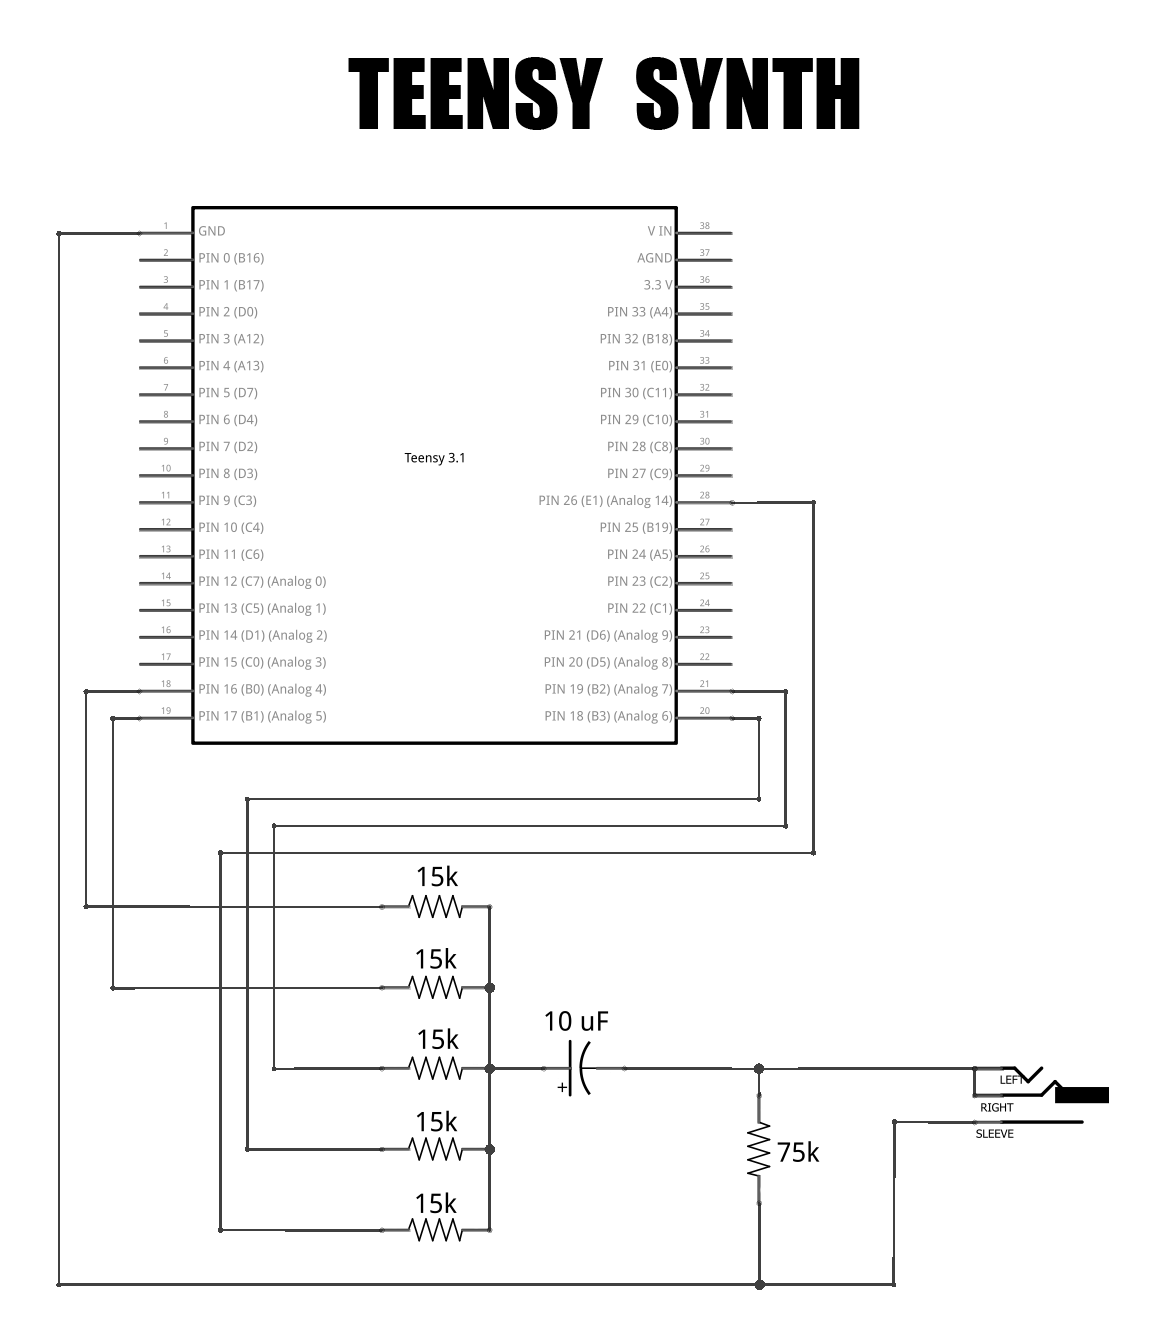 TEENSY SYNTH
1 GND
2 PIN 0 (B16)
3 PIN 1 (B17)
4 PIN 2 (D0)
5 PIN 3 (A12)
6 PIN 4 (A13)
7 PIN 5 (D7)
8 PIN 6 (D4)
9 PIN 7 (D2)
10 PIN 8 (D3)
11 PIN 9 (C3)
12 PIN 10 (C4)
13 PIN 11 (C6)
14 PIN 12 (C7) (Analog 0)
15 PIN 13 (C5) (Analog 1)
16 PIN 14 (D1) (Analog 2)
17 PIN 15 (C0) (Analog 3)
18 PIN 16 (B0) (Analog 4)
19 PIN 17 (B1) (Analog 5)
Teensy 3.1
V IN 38
AGND 37
3.3 V 36
PIN 33 (A4) 35
PIN 32 (B18) 34
PIN 31 (E0) 33
PIN 30 (C11) 32
PIN 29 (C10) 31
PIN 28 (C8) 30
PIN 27 (C9) 29
PIN 26 (E1) (Analog 14) 28
PIN 25 (B19) 27
PIN 24 (A5) 26
PIN 23 (C2) 25
PIN 22 (C1) 24
PIN 21 (D6) (Analog 9) 23
PIN 20 (D5) (Analog 8) 22
PIN 19 (B2) (Analog 7) 21
PIN 18 (B3) (Analog 6) 20
15k
15k
15k
15k
15k
10 uF
+
75k
LEFT
RIGHT
SLEEVE